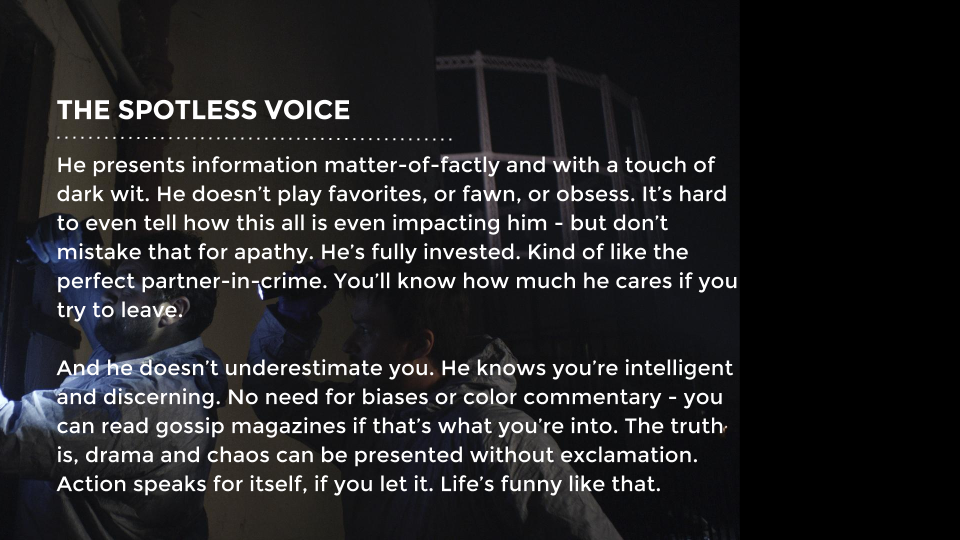 THE SPOTLESS VOICE
He presents information matter-of-factly and with a touch of
dark wit. He doesn’t play favorites, or fawn, or obsess. It’s hard
to even tell how this all is even impacting him - but don’t
mistake that for apathy. He’s fully invested. Kind of like the
perfect partner-in-crime. You’ll know how much he cares if you
try to leave.
And he doesn’t underestimate you. He knows you’re intelligent
and discerning. No need for biases or color commentary - you
can read gossip magazines if that’s what you’re into. The truth
is, drama and chaos can be presented without exclamation.
Action speaks for itself, if you let it. Life’s funny like that.